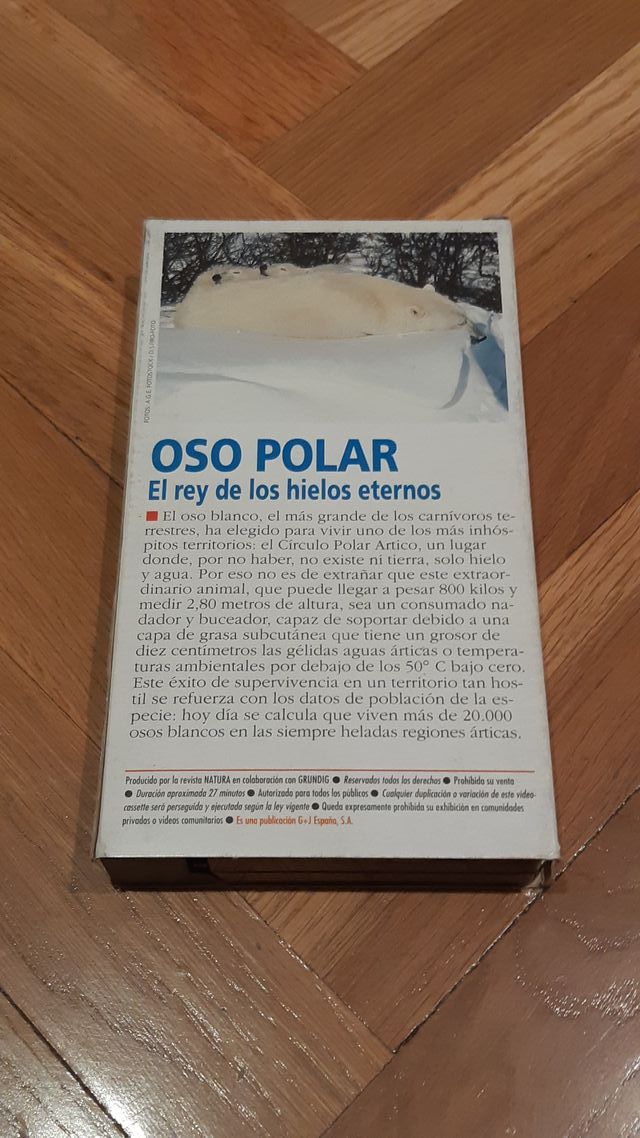 FOTOS: A.G.E. FOTOSTOCK / D.
OSO POLAR
El rey de los hielos eternos
■ El oso blanco, el más grande de los carnívoros te-
rrestres, ha elegido para vivir uno de los más inhós-
pitos territorios: el Círculo Polar Artico, un lugar
donde, por no haber, no existe ni tierra, solo hielo
y agua. Por eso no es de extrañar que este extraor-
dinario animal, que puede llegar a pesar 800 kilos y
medir 2,80 metros de altura, sea un consumado na-
dador y buceador, capaz de soportar debido a una
capa de grasa subcutánea que tiene un grosor de
diez centímetros las gélidas aguas árticas o tempera-
turas ambientales por debajo de los 50° C bajo cero.
Este éxito de supervivencia en un territorio tan hos-
til se refuerza con los datos de población de la es-
pecie: hoy día se calcula que viven más de 20.000
osos blancos en las siempre heladas regiones árticas.
Producido por la revista NATURA en colaboración con GRUNDIG ● Reservados todos los derechos ● Prohibida su venta
● Duración aproximada 27 minutos ● Autorizado para todos los públicos ● Cualquier duplicación o variación de este video-
cassette será perseguida y ejecutada según la ley vigente ● Queda expresamente prohibida su exhibición en comunidades
privadas o videos comunitarios ● Es una publicación G+J España, S.A.